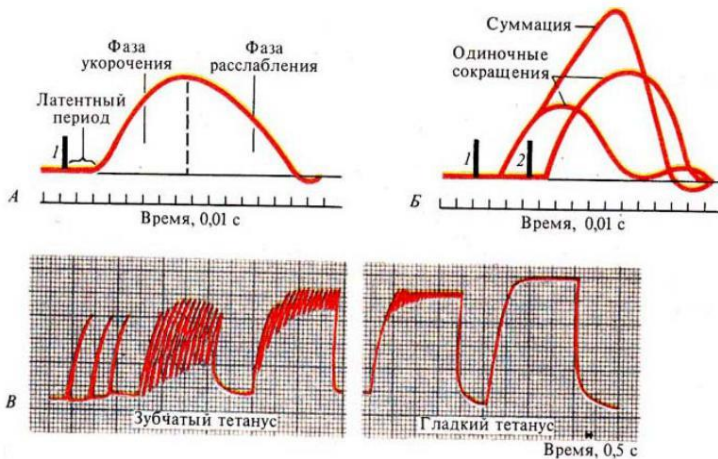 Фаза
укорочения
Фаза
расслабления
Латентный
период
1
А
Время, 0,01 с
Суммация
Одиночные
сокращения
1
2
Б
Время, 0,01 с
В
Зубчатый тетанус
Гладкий тетанус
Время, 0,5 с